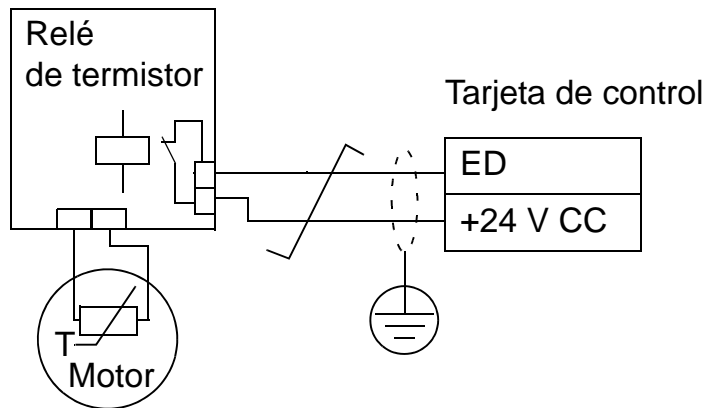 Relé
de termistor
Tarjeta de control
ED
+24 V CC
T
Motor